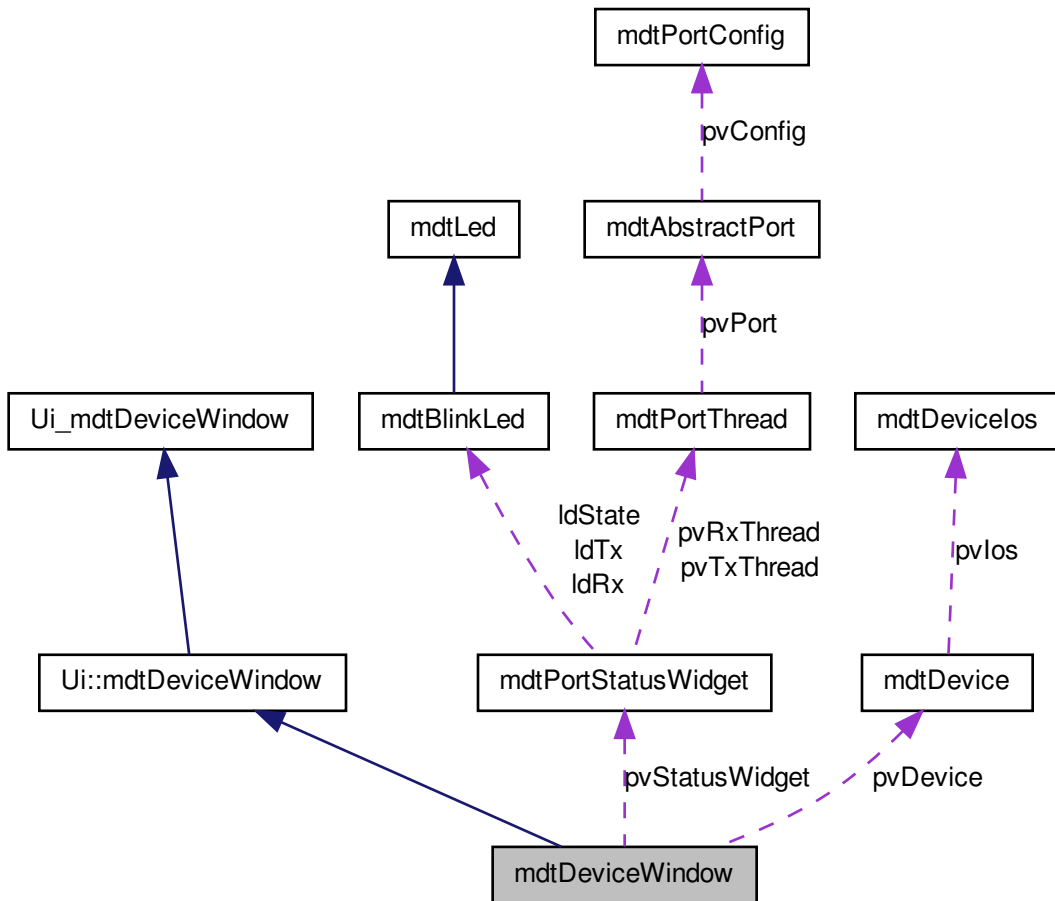 mdtPortConfig
pvConfig
mdtLed
mdtAbstractPort
pvPort
Ui_mdtDeviceWindow
mdtBlinkLed
mdtPortThread
mdtDeviceIos
ldState
ldTx
ldRx
pvRxThread
pvTxThread
pvIos
Ui::mdtDeviceWindow
mdtPortStatusWidget
mdtDevice
pvStatusWidget
pvDevice
mdtDeviceWindow